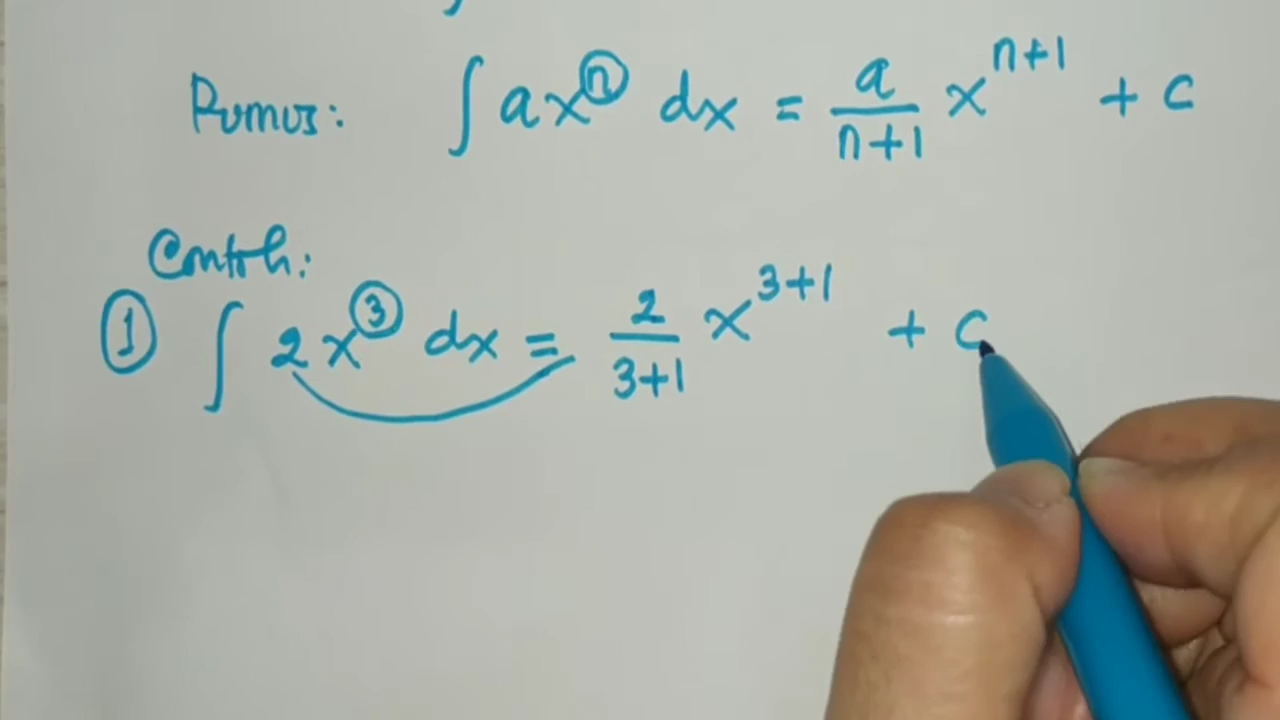 Rumus: ∫ ax^n dx = a/(n+1) x^(n+1) + c
Contoh:
① ∫ 2x^3 dx = 2/(3+1) x^(3+1) + c